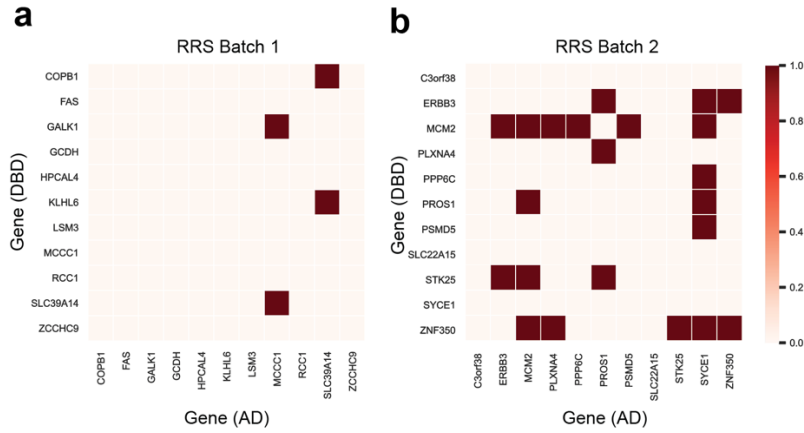 a
RRS Batch 1
Gene (DBD)
COPB1
FAS
GALK1
GCDH
HPCAL4
KLHL6
LSM3
MCCC1
RCC1
SLC39A14
ZCCHC9
COPB1
FAS
GALK1
GCDH
HPCAL4
KLHL6
LSM3
MCCC1
RCC1
SLC39A14
ZCCHC9
Gene (AD)
b
RRS Batch 2
Gene (DBD)
C3orf38
ERBB3
MCM2
PLXNA4
PPP6C
PROS1
PSMD5
SLC22A15
STK25
SYCE1
ZNF350
C3orf38
ERBB3
MCM2
PLXNA4
PPP6C
PROS1
PSMD5
SLC22A15
STK25
SYCE1
ZNF350
Gene (AD)
1.0
0.8
0.6
0.4
0.2
0.0